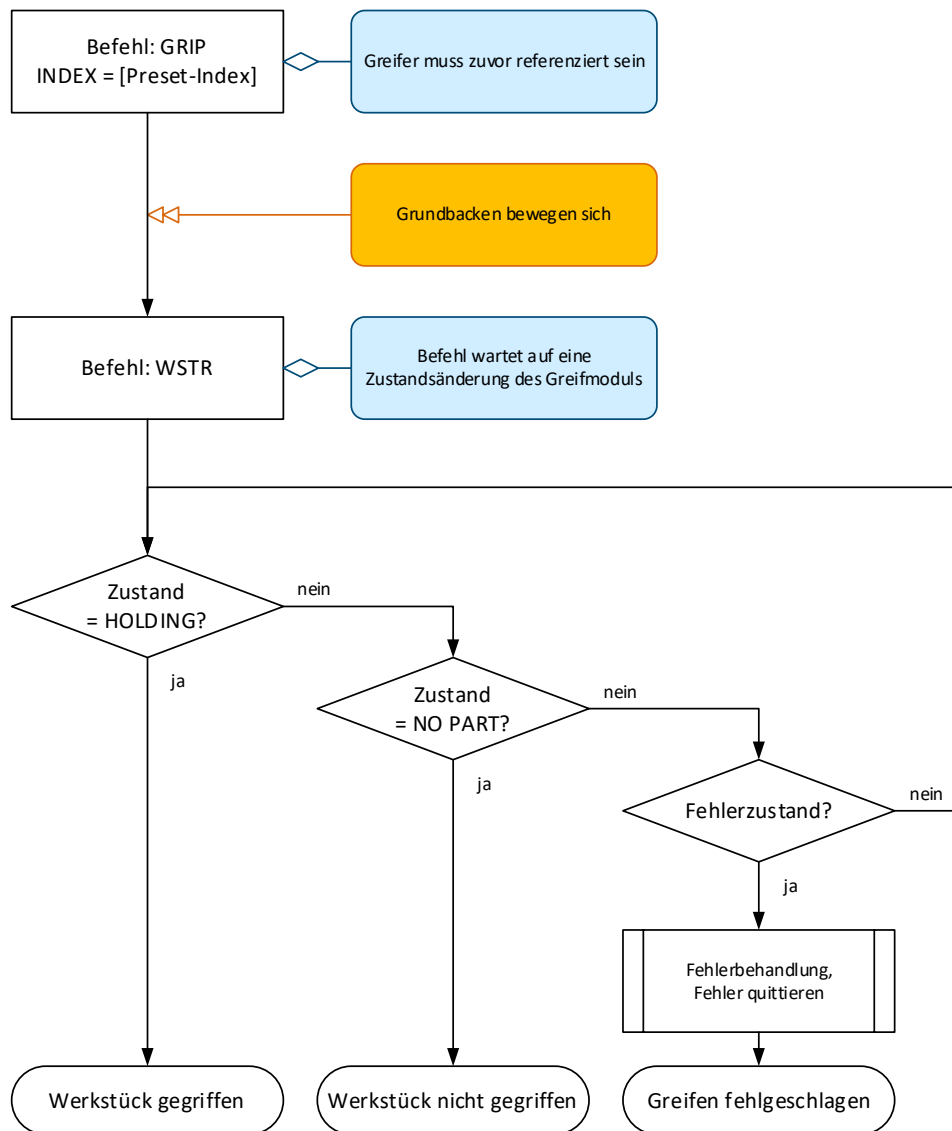 Befehl: GRIP
INDEX = [Preset-Index]
Greifer muss zuvor referenziert sein
Grundbacken bewegen sich
Befehl: WSTR
Befehl wartet auf eine
Zustandsänderung des Greifmoduls
Zustand
= HOLDING?
nein
ja
Zustand
= NO PART?
nein
ja
Fehlerzustand?
nein
ja
Fehlerbehandlung,
Fehler quittieren
Werkstück gegriffen
Werkstück nicht gegriffen
Greifen fehlgeschlagen